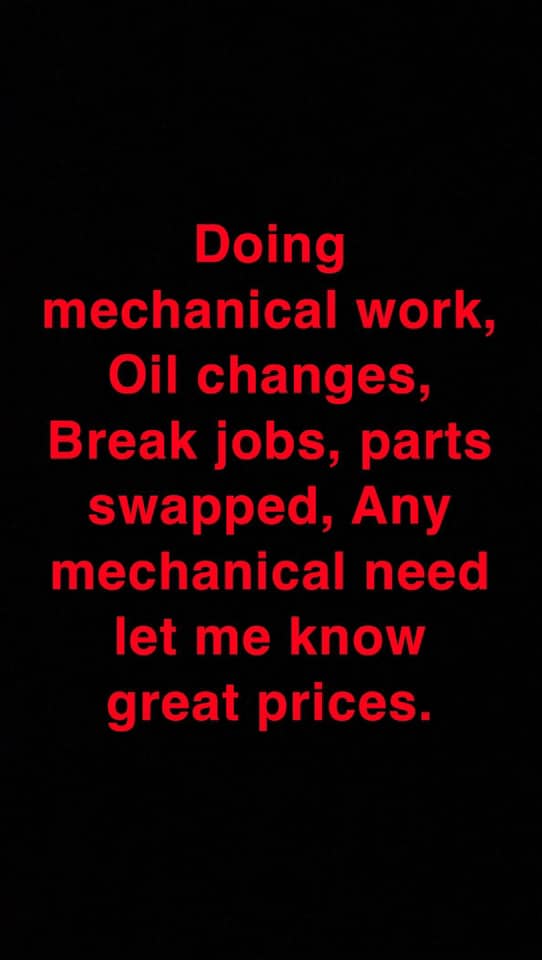 Doing
mechanical work,
Oil changes,
Break jobs, parts
swapped, Any
mechanical need
let me know
great prices.